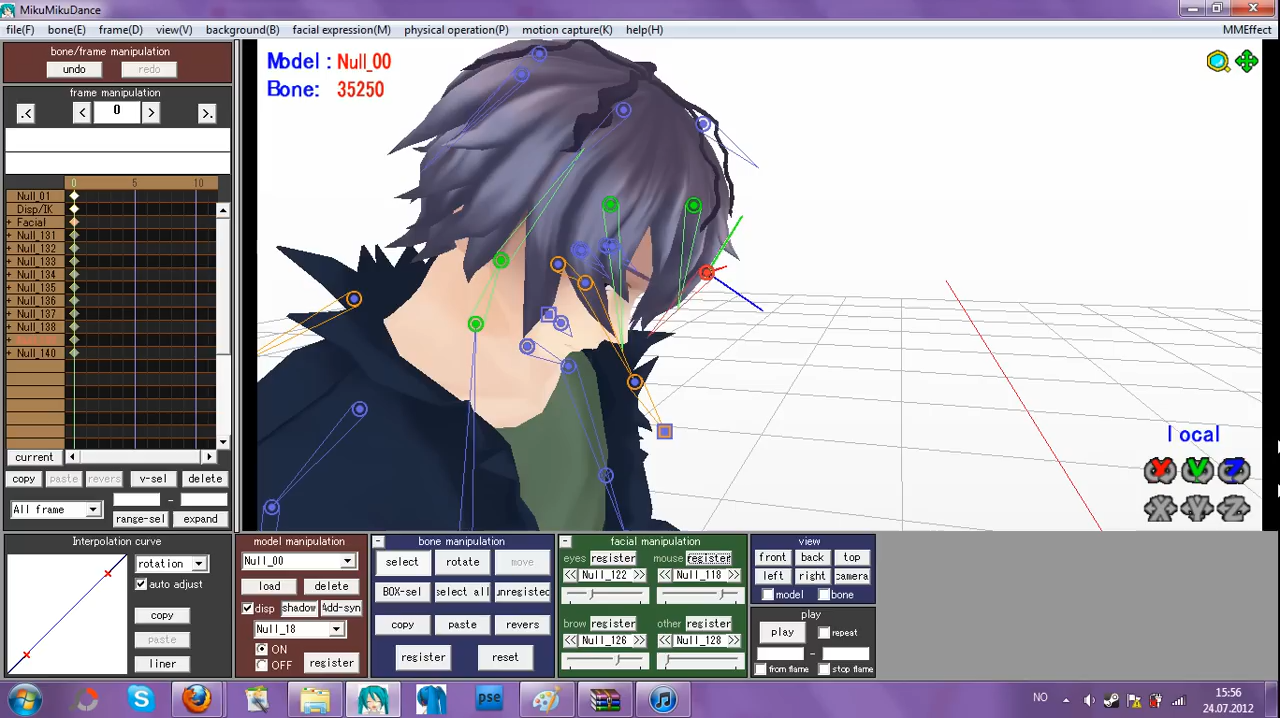 MikuMikuDance
file(F) bone(E) frame(D) view(V) background(B) facial expression(M) physical operation(P) motion capture(K) help(H) MMEffect
bone/frame manipulation
undo redo
frame manipulation
.< < 0 > >.
0 5 10
Null_01
Disp/IK
+ Facial
+ Null_131
+ Null_132
+ Null_133
+ Null_134
+ Null_135
+ Null_136
+ Null_137
+ Null_138
+ Null_140
current
copy paste revers v-sel delete
All frame -
range-sel expand
Model : Null_00
Bone: 35250
local
X Y Z
X Y Z
Interpolation curve
rotation
auto adjust
copy
paste
liner
model manipulation
Null_00
load delete
disp shadow Add-syn
Null_18
ON
OFF register
- bone manipulation
select rotate move
BOX-sel select all unregistered
copy paste revers
register reset
- facial manipulation
eyes register mouse register
<< Null_122 >> << Null_118 >>
brow register other register
<< Null_126 >> << Null_128 >>
view
front back top
left right camera
model bone
play
play repeat
-
from flame stop flame
pse
NO
15:56
24.07.2012